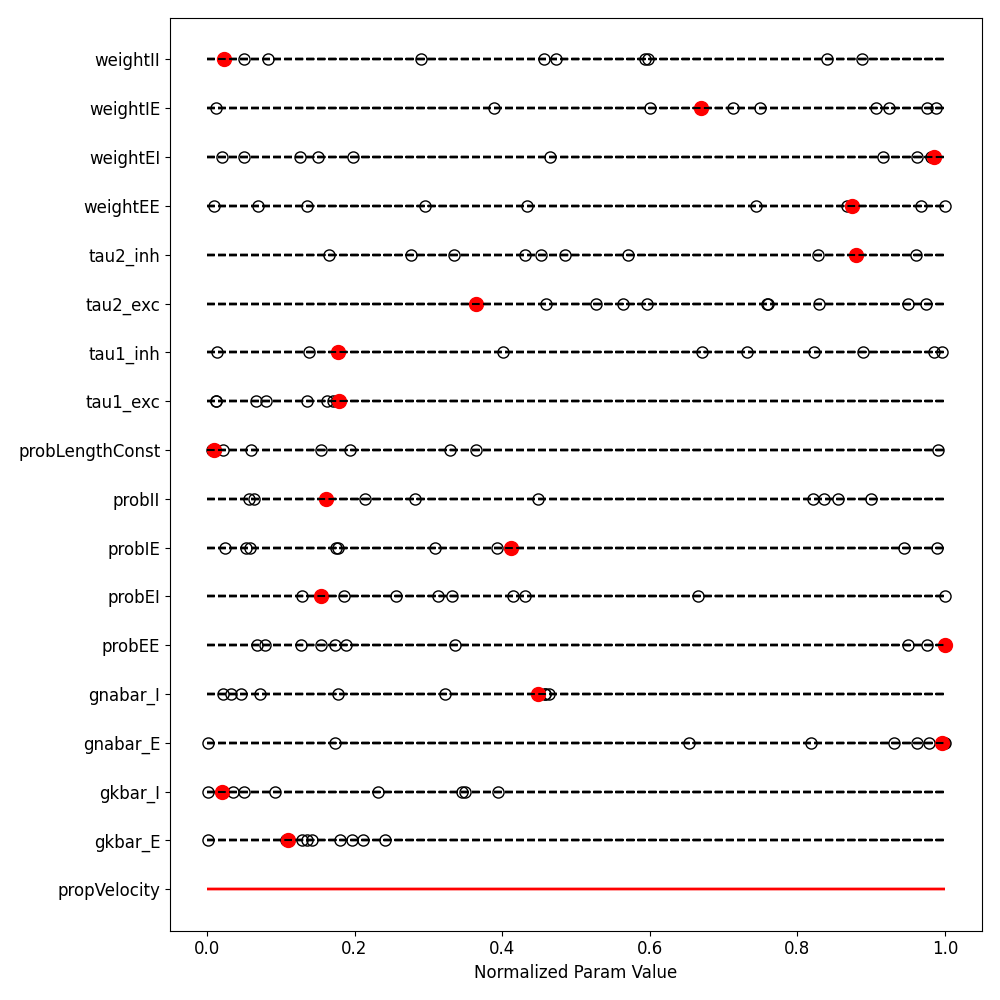 weightII
weightIE
weightEI
weightEE
tau2_inh
tau2_exc
tau1_inh
tau1_exc
probLengthConst
probII
probIE
probEI
probEE
gnabar_I
gnabar_E
gkbar_I
gkbar_E
propVelocity
0.0 0.2 0.4 0.6 0.8 1.0
Normalized Param Value